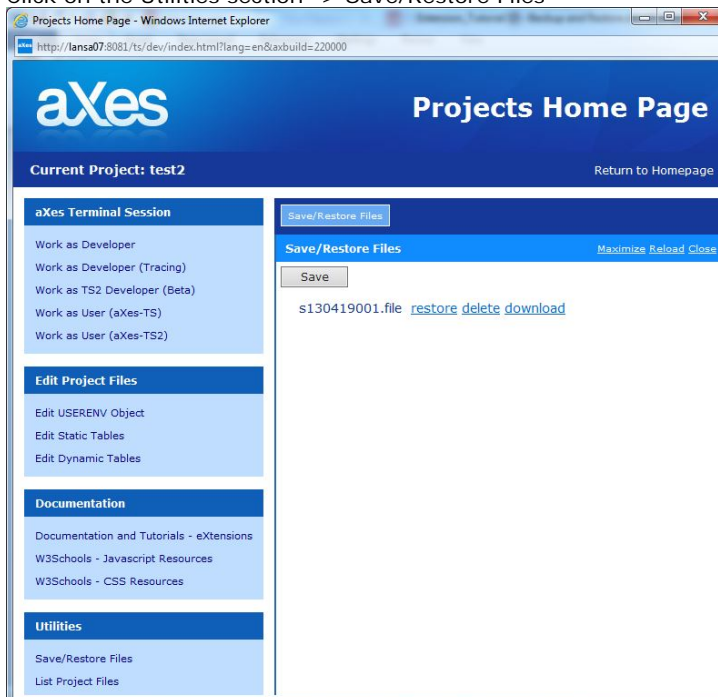 Click on the Utilities section -> Save/Restore Files
Projects Home Page - Windows Internet Explorer
http://lansa07:8081/ts/dev/index.html?lang=en&axbuild=220000
aXes
Projects Home Page
Current Project: test2
Return to Homepage
aXes Terminal Session
Work as Developer
Work as Developer (Tracing)
Work as TS2 Developer (Beta)
Work as User (aXes-TS)
Work as User (aXes-TS2)
Edit Project Files
Edit USERENV Object
Edit Static Tables
Edit Dynamic Tables
Documentation
Documentation and Tutorials - eXtensions
W3Schools - Javascript Resources
W3Schools - CSS Resources
Utilities
Save/Restore Files
List Project Files
Save/Restore Files
Save/Restore Files
Maximize Reload Close
Save
s130419001.file restore delete download